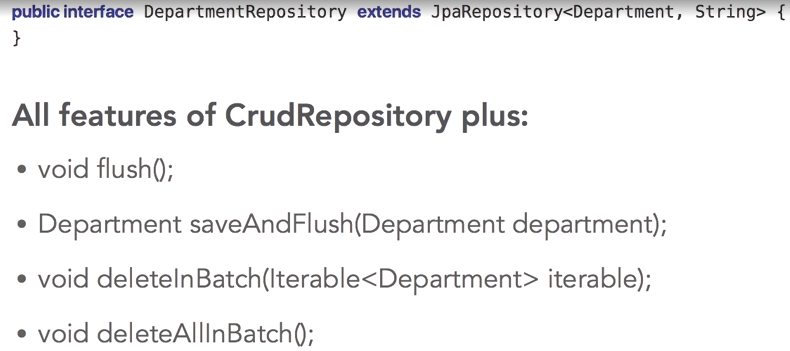 public interface DepartmentRepository extends JpaRepository<Department, String> {
}
All features of CrudRepository plus:
• void flush();
• Department saveAndFlush(Department department);
• void deleteInBatch(Iterable<Department> iterable);
• void deleteAllInBatch();